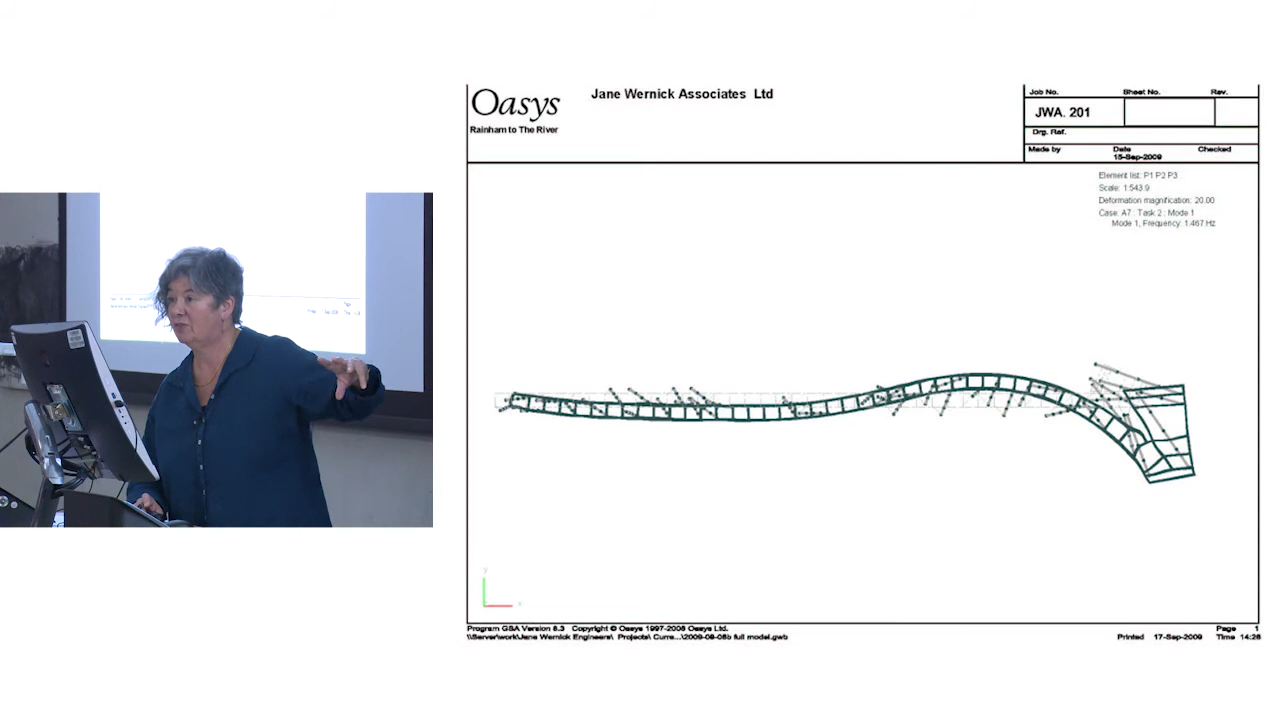 Oasys
Jane Wernick Associates Ltd
Rainham to The River
Job No. Sheet No. Rev.
JWA. 201
Drg. Ref.
Made by Date Checked
15-Sep-2009
Element list: P1 P2 P3
Scale: 1:543.9
Deformation magnification: 20.00
Case: A7 : Task 2 : Mode 1
Mode 1, Frequency: 1.467 Hz
y
x
Program GSA Version 8.3 Copyright © Oasys 1997-2008 Oasys Ltd.
\\Server\work\Jane Wernick Engineers\ Projects\ Curre...\2009-09-08b full model.gwb
Page 1
Printed 17-Sep-2009 Time 14:26